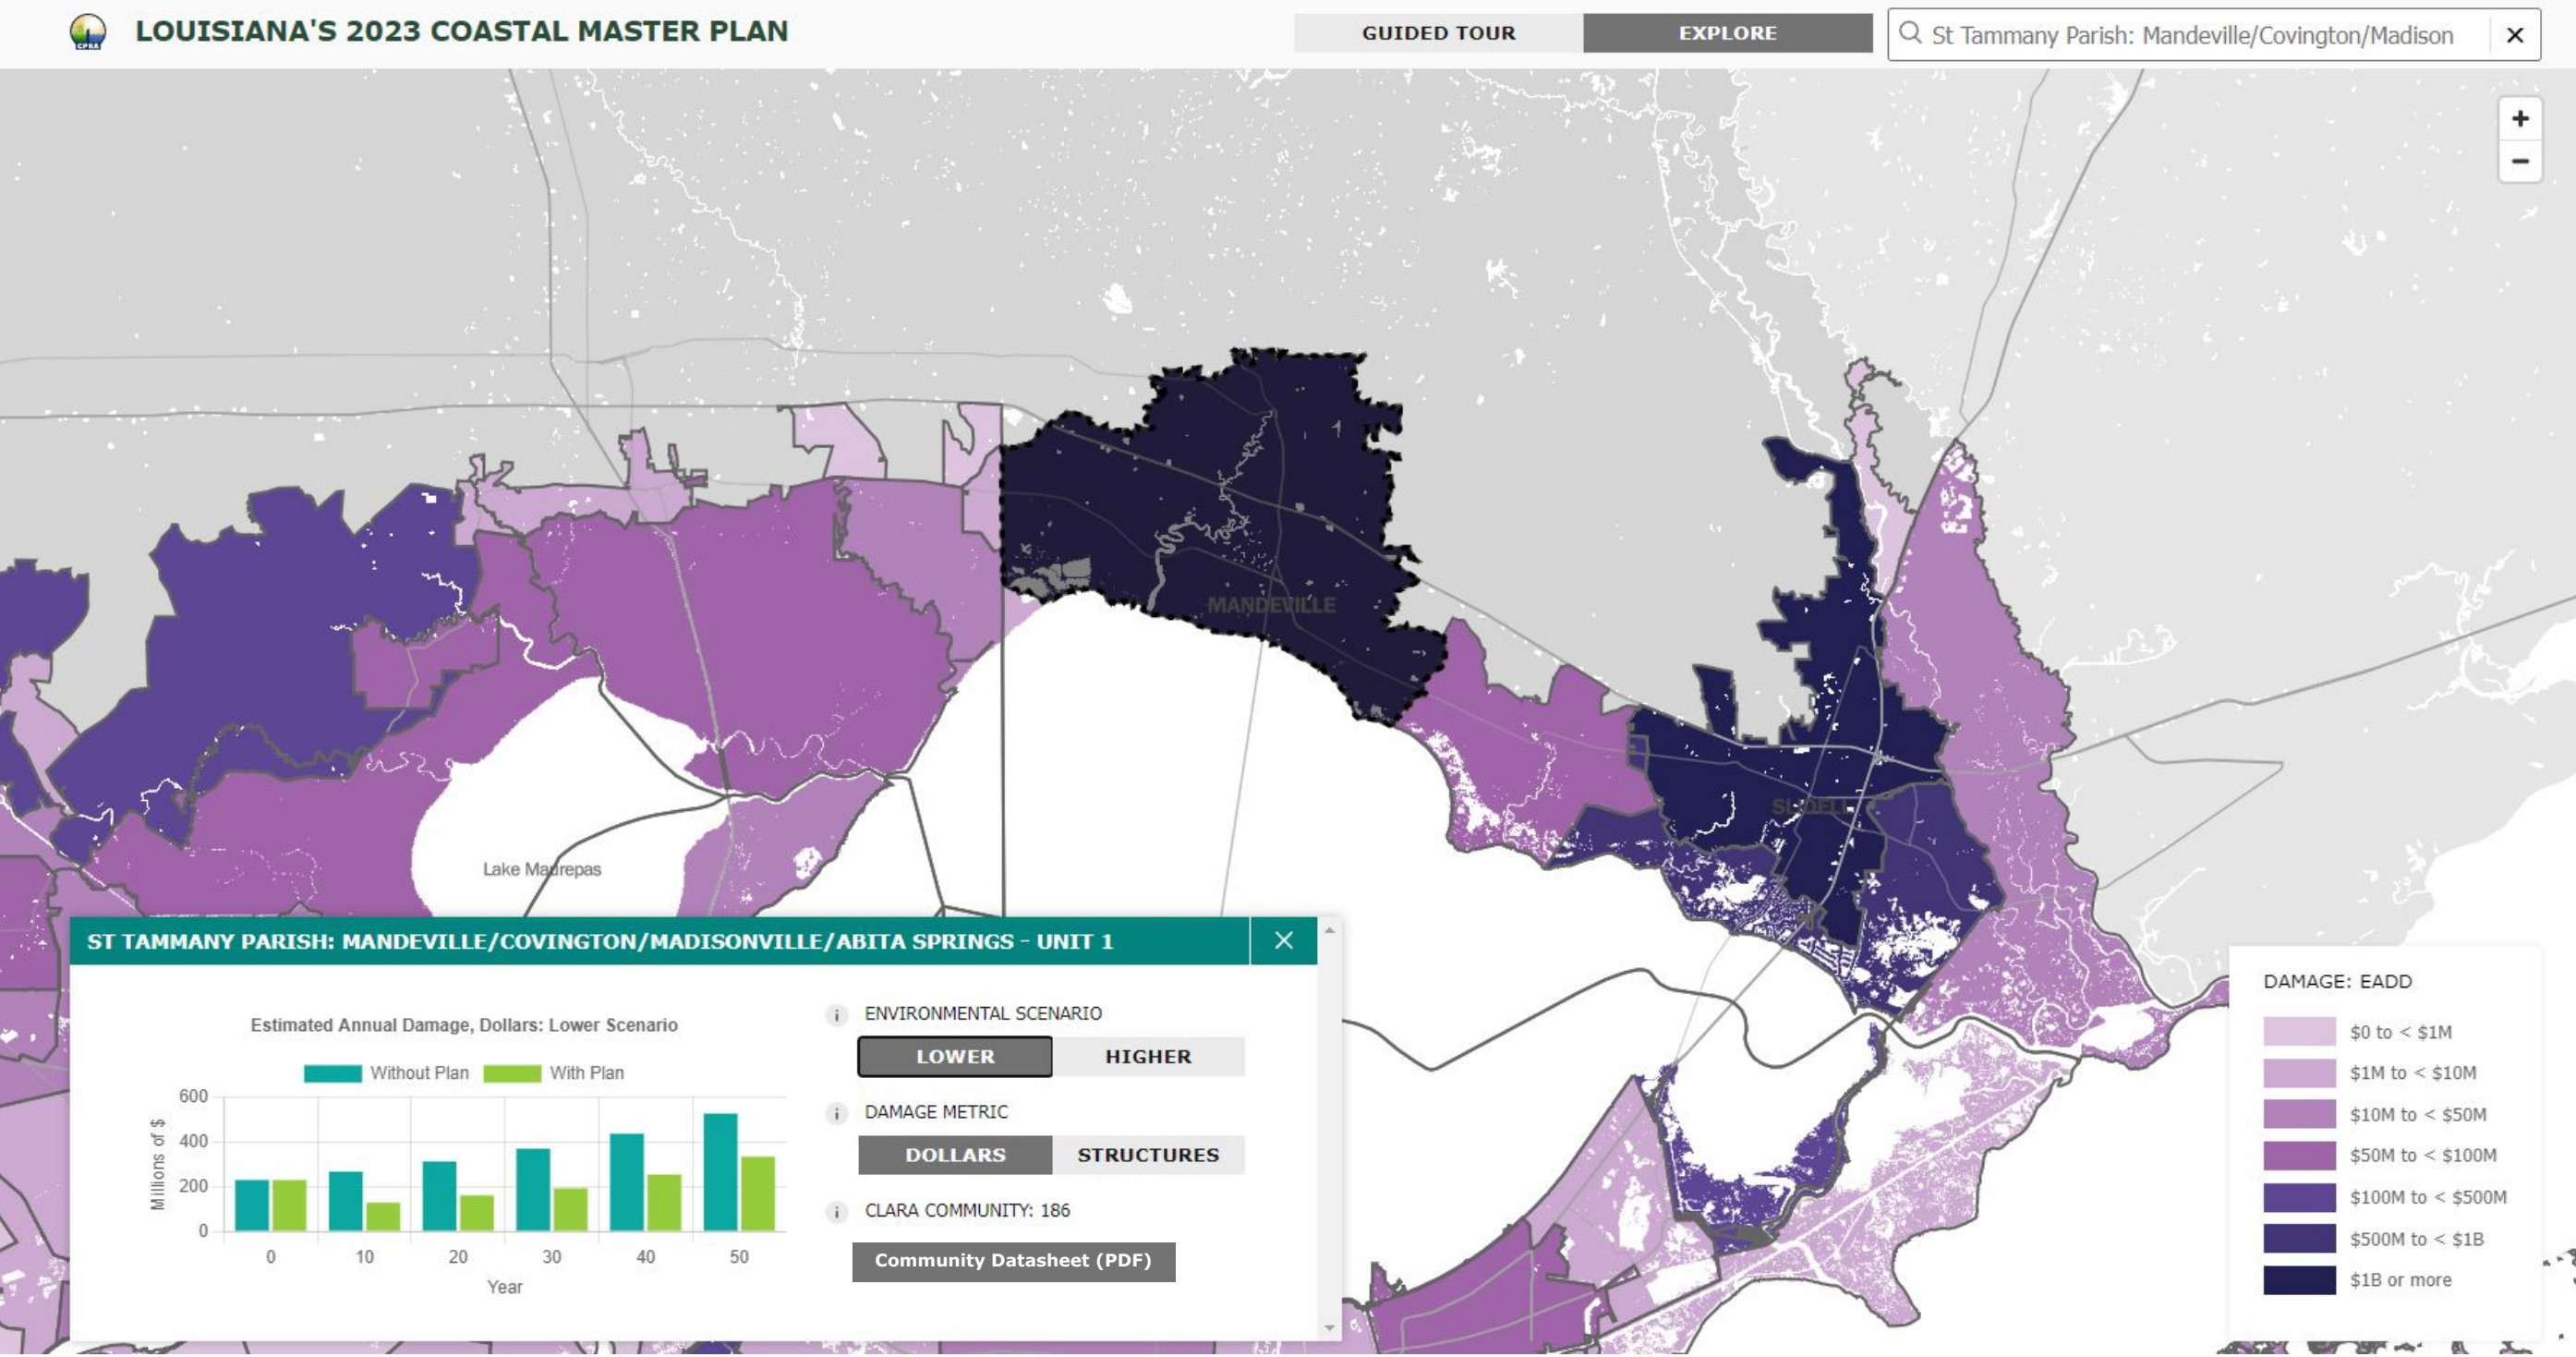 LOUISIANA'S 2023 COASTAL MASTER PLAN
GUIDED TOUR
EXPLORE
St Tammany Parish: Mandeville/Covington/Madison
CPRA
MANDEVILLE
SLIDELL
Lake Maurepas
ST TAMMANY PARISH: MANDEVILLE/COVINGTON/MADISONVILLE/ABITA SPRINGS - UNIT 1
Estimated Annual Damage, Dollars: Lower Scenario
Without Plan
With Plan
Millions of $
600
400
200
0
0 10 20 30 40 50
Year
ENVIRONMENTAL SCENARIO
LOWER HIGHER
DAMAGE METRIC
DOLLARS STRUCTURES
CLARA COMMUNITY: 186
Community Datasheet (PDF)
DAMAGE: EADD
$0 to < $1M
$1M to < $10M
$10M to < $50M
$50M to < $100M
$100M to < $500M
$500M to < $1B
$1B or more